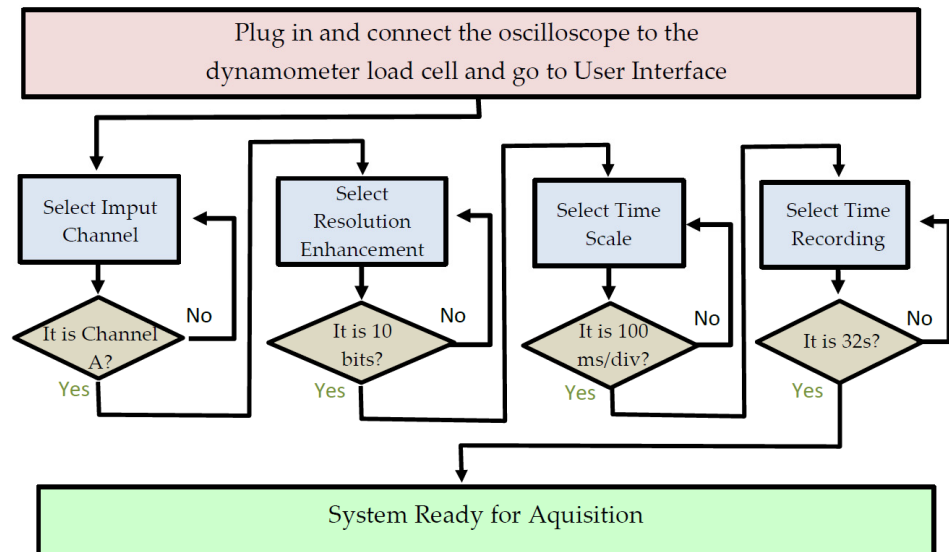 Plug in and connect the oscilloscope to the
dynamometer load cell and go to User Interface
Select Imput
Channel
It is Channel
A?
No
Yes
Select
Resolution
Enhancement
It is 10
bits?
No
Yes
Select Time
Scale
It is 100
ms/div?
No
Yes
Select Time
Recording
It is 32s?
No
Yes
System Ready for Aquisition